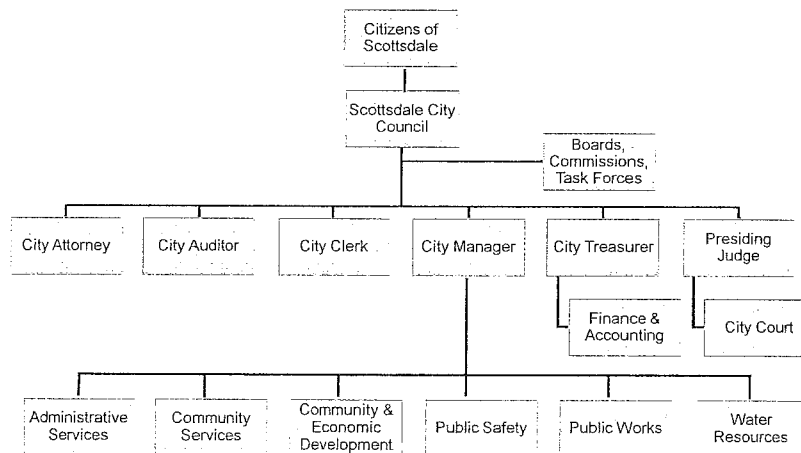 Citizens of
Scottsdale
Scottsdale City
Council
Boards,
Commissions,
Task Forces
City Attorney
City Auditor
City Clerk
City Manager
City Treasurer
Presiding
Judge
Finance &
Accounting
City Court
Administrative
Services
Community
Services
Community &
Economic
Development
Public Safety
Public Works
Water
Resources